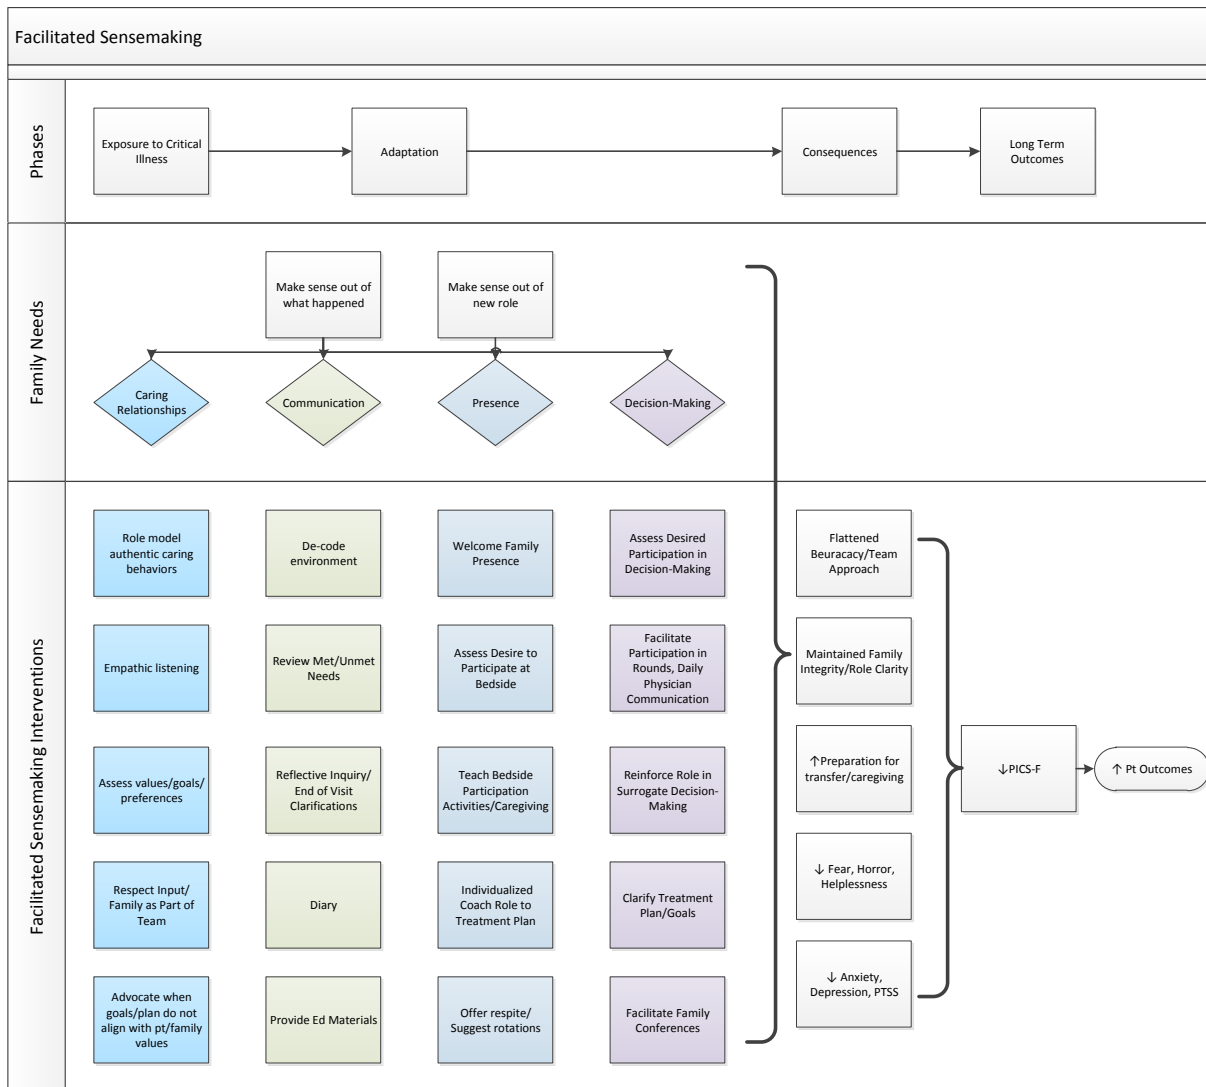 Facilitated Sensemaking
Phases
Exposure to Critical
Illness
Adaptation
Consequences
Long Term
Outcomes
Family Needs
Make sense out of
what happened
Make sense out of
new role
Caring
Relationships
Communication
Presence
Decision-Making
Facilitated Sensemaking Interventions
Role model
authentic caring
behaviors
De-code
environment
Welcome Family
Presence
Assess Desired
Participation in
Decision-Making
Flattened
Beuracacy/Team
Approach
Empathic listening
Review Met/Unmet
Needs
Assess Desire to
Participate at
Bedside
Facilitate
Participation in
Rounds, Daily
Physician
Communication
Maintained Family
Integrity/Role Clarity
Assess values/goals/
preferences
Reflective Inquiry/
End of Visit
Clarifications
Teach Bedside
Participation
Activities/Caregiving
Reinforce Role in
Surrogate Decision-
Making
↑Preparation for
transfer/caregiving
↓PICS-F
↑ Pt Outcomes
Respect Input/
Family as Part of
Team
Diary
Individualized
Coach Role to
Treatment Plan
Clarify Treatment
Plan/Goals
↓ Fear, Horror,
Helplessness
Advocate when
goals/plan do not
align with pt/family
values
Provide Ed Materials
Offer respite/
Suggest rotations
Facilitate Family
Conferences
↓ Anxiety,
Depression, PTSS